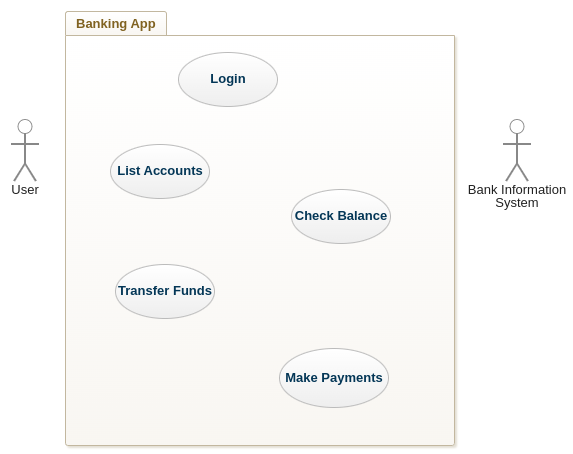 Banking App
Login
List Accounts
User
Bank Information
System
Check Balance
Transfer Funds
Make Payments